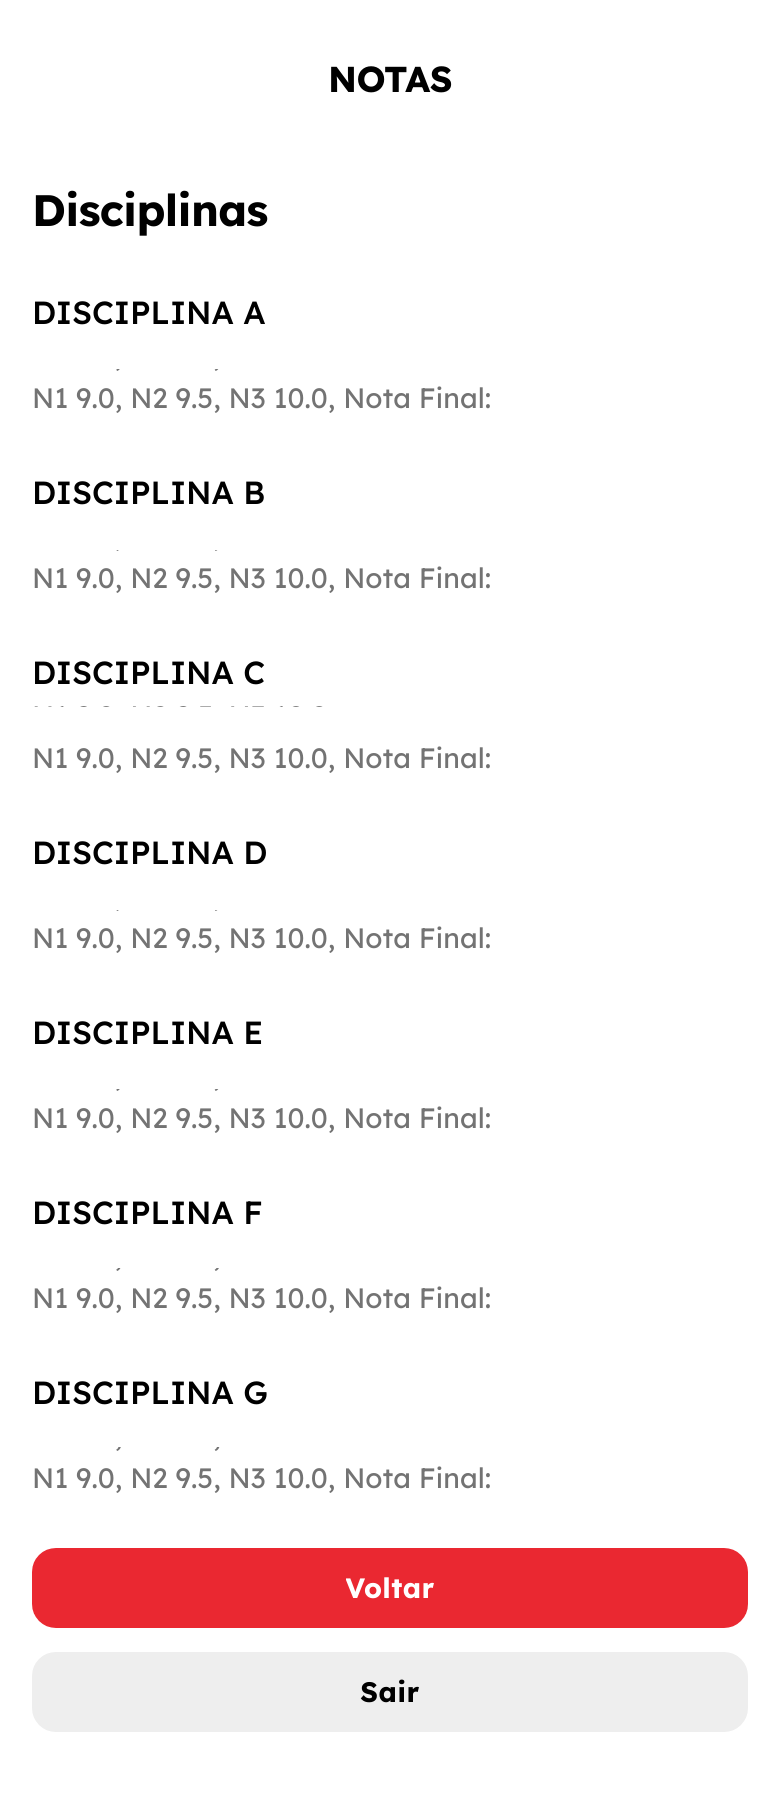 NOTAS
Disciplinas
DISCIPLINA A
N1 9.0, N2 9.5, N3 10.0, Nota Final:
DISCIPLINA B
N1 9.0, N2 9.5, N3 10.0, Nota Final:
DISCIPLINA C
N1 9.0, N2 9.5, N3 10.0, Nota Final:
DISCIPLINA D
N1 9.0, N2 9.5, N3 10.0, Nota Final:
DISCIPLINA E
N1 9.0, N2 9.5, N3 10.0, Nota Final:
DISCIPLINA F
N1 9.0, N2 9.5, N3 10.0, Nota Final:
DISCIPLINA G
N1 9.0, N2 9.5, N3 10.0, Nota Final:
Voltar
Sair